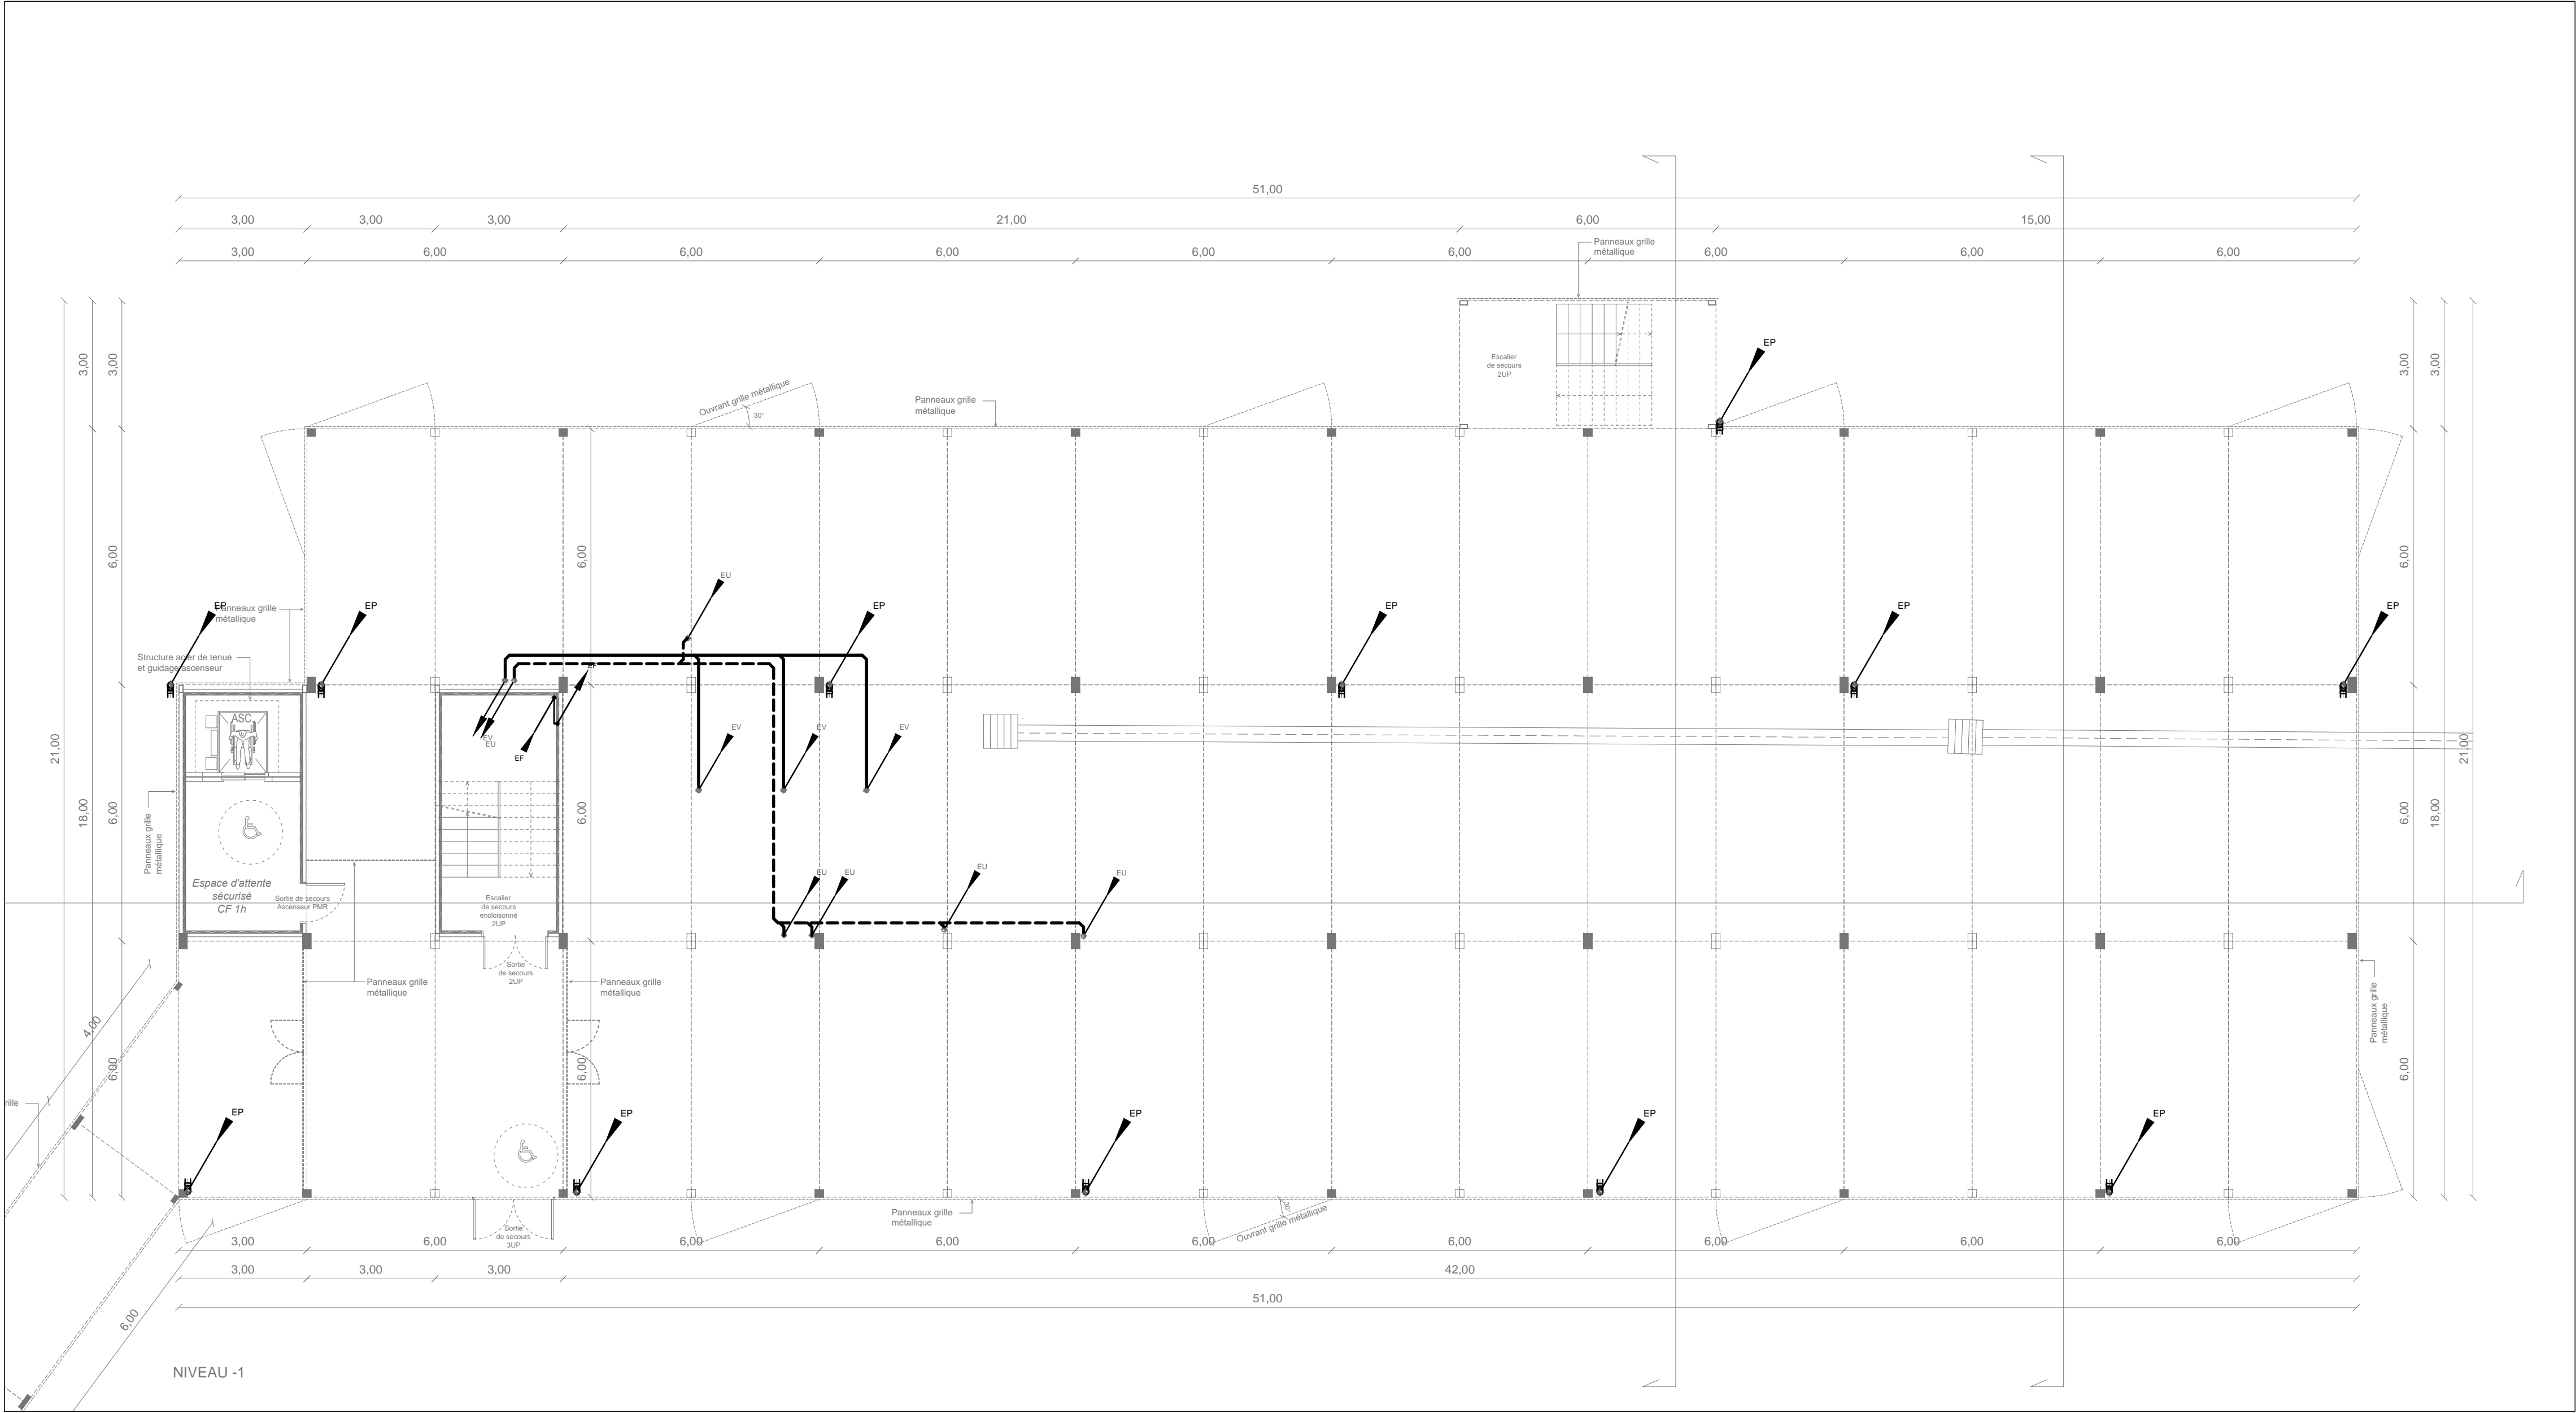 51,00
3,00 3,00 3,00 21,00 6,00 15,00
3,00 6,00 6,00 6,00 6,00 6,00 6,00 6,00 6,00
Panneaux grille
métallique
EP
Escalier
de secours
2UP
3,00 3,00
3,00 3,00
Ouvrant grille métallique
30°
Panneaux grille
métallique
6,00 6,00 6,00
EU
EP EP EP EP EP EP
Panneaux grille
métallique
Structure acier de tenue
et guidage ascenseur
EF
ASC.
EV
EU
EF
EV EV EV
21,00 18,00 6,00 6,00
6,00 18,00 21,00
Panneaux grille
métallique
Espace d'attente
sécurisé
CF 1h
Sortie de secours
Ascenseur PMR
Escalier
de secours
encloisonné
2UP
EU EU EU EU
Sortie
de secours
2UP
Panneaux grille
métallique
Panneaux grille
métallique
Panneaux grille
métallique
4,00
6,00 6,00 6,00
rille
EP EP EP EP EP
Panneaux grille
métallique
30°
Ouvrant grille métallique
Sortie
de secours
3UP
3,00 6,00 6,00 6,00 6,00 6,00 6,00 6,00 6,00
3,00 3,00 3,00 42,00
51,00
6,00
NIVEAU -1